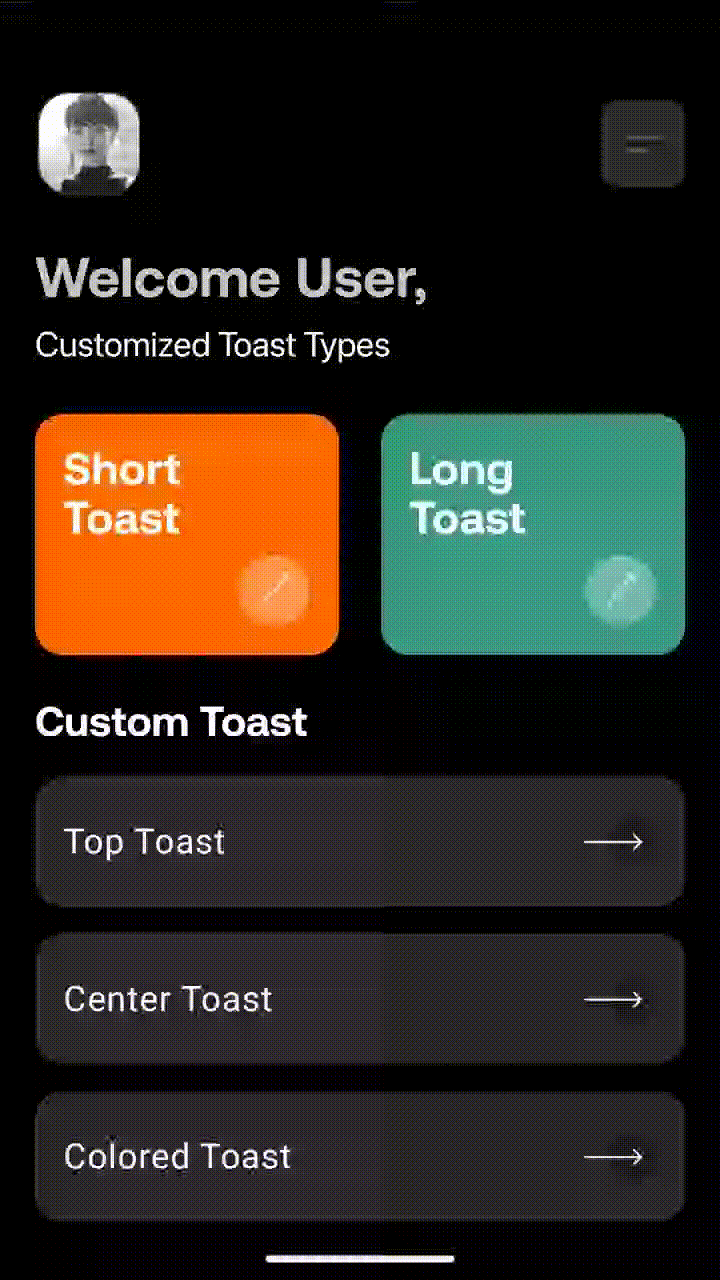 Welcome User,
Customized Toast Types
Short
Toast
Long
Toast
Custom Toast
Top Toast
Center Toast
Colored Toast